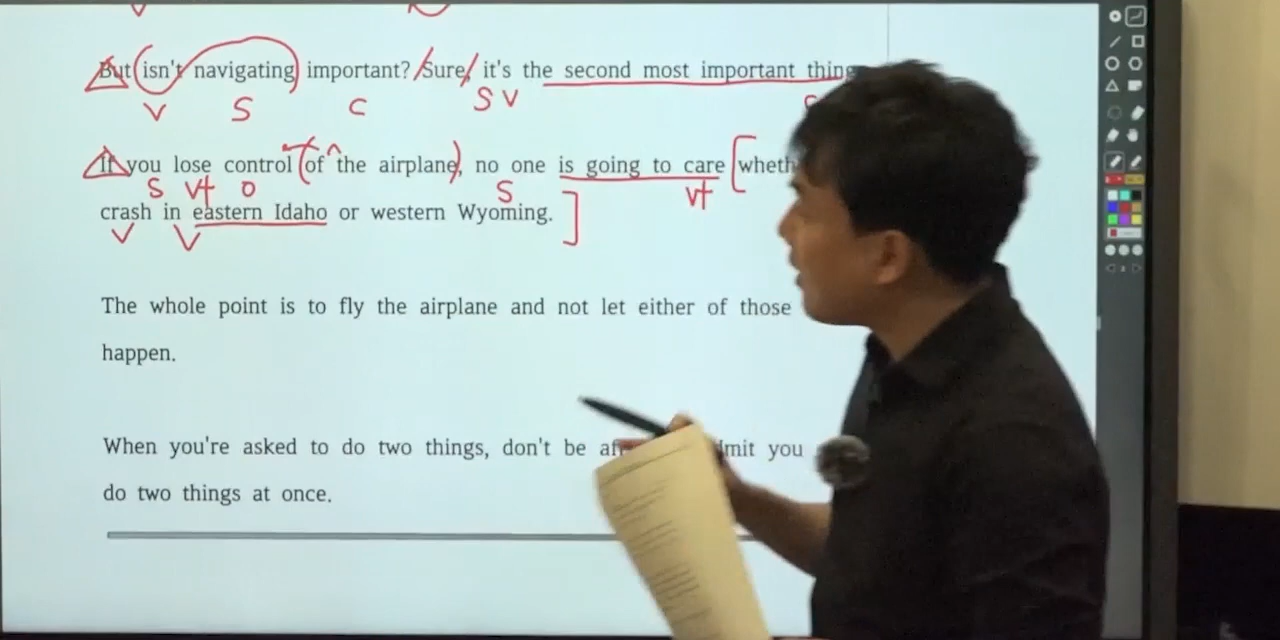 But isn't navigating important? Sure, it's the second most important thing
V S C S V
If you lose control of the airplane, no one is going to care
S Vt O S Vt
crash in eastern Idaho or western Wyoming.
V V
The whole point is to fly the airplane and not let either of those
happen.
When you're asked to do two things, don't be you
do two things at once.